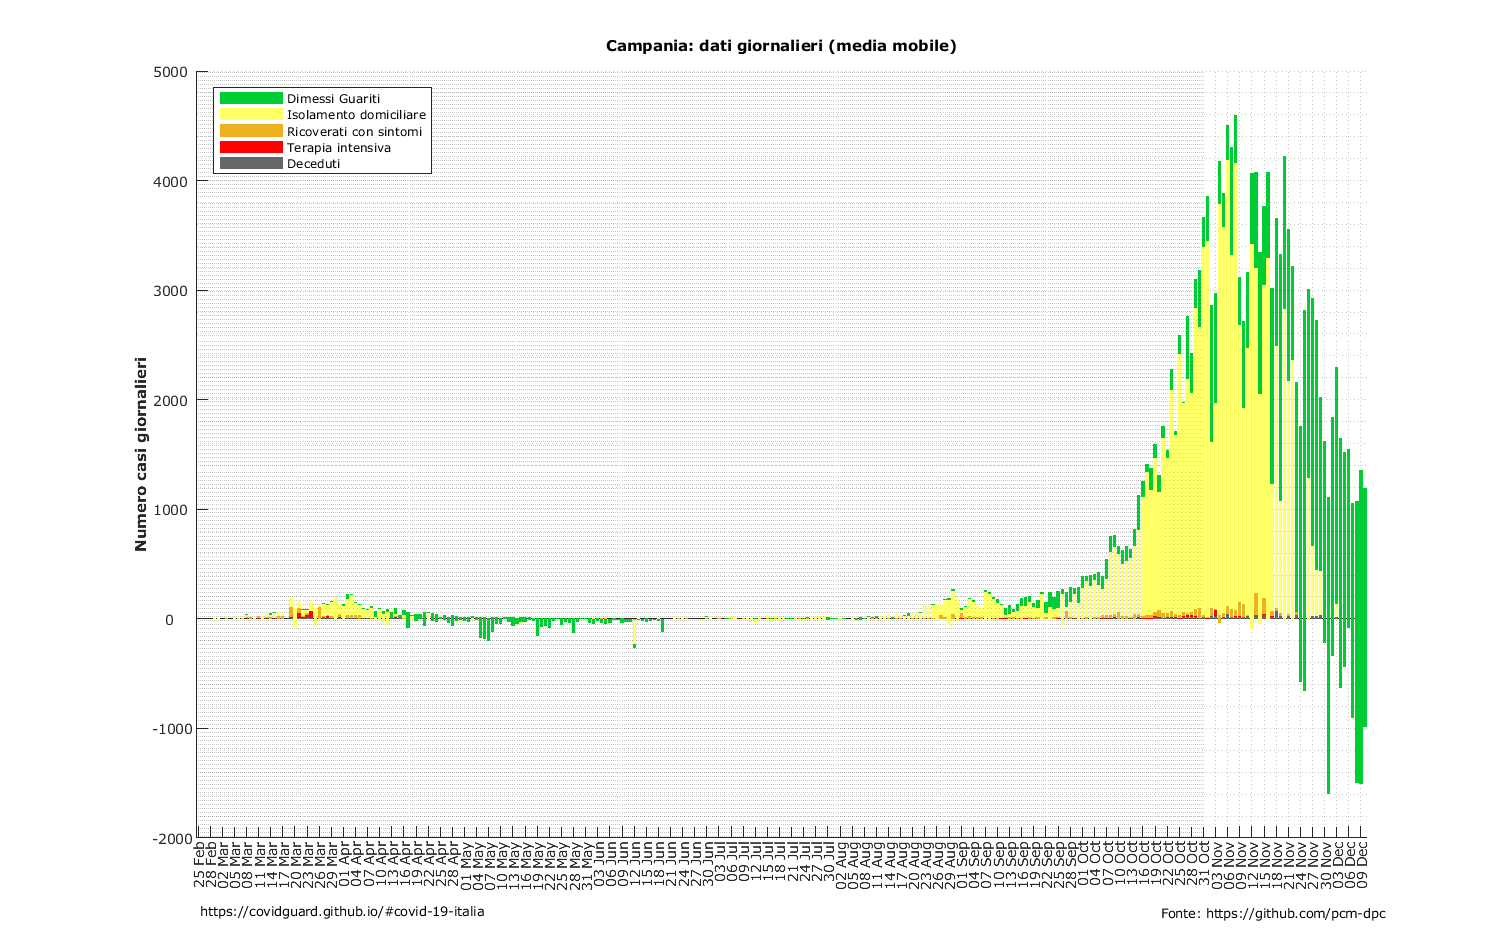 Campania: dati giornalieri (media mobile)
5000
4000
3000
2000
1000
0
-1000
-2000
Numero casi giornalieri
Dimessi Guariti
Isolamento domiciliare
Ricoverati con sintomi
Terapia intensiva
Deceduti
25 Feb
28 Feb
02 Mar
05 Mar
08 Mar
11 Mar
14 Mar
17 Mar
20 Mar
23 Mar
26 Mar
29 Mar
01 Apr
04 Apr
07 Apr
10 Apr
13 Apr
16 Apr
19 Apr
22 Apr
25 Apr
28 Apr
01 May
04 May
07 May
10 May
13 May
16 May
19 May
22 May
25 May
28 May
31 May
03 Jun
06 Jun
09 Jun
12 Jun
15 Jun
18 Jun
21 Jun
24 Jun
27 Jun
30 Jun
03 Jul
06 Jul
09 Jul
12 Jul
15 Jul
18 Jul
21 Jul
24 Jul
27 Jul
30 Jul
02 Aug
05 Aug
08 Aug
11 Aug
14 Aug
17 Aug
20 Aug
23 Aug
26 Aug
29 Aug
01 Sep
04 Sep
07 Sep
10 Sep
13 Sep
16 Sep
19 Sep
22 Sep
25 Sep
28 Sep
01 Oct
04 Oct
07 Oct
10 Oct
13 Oct
16 Oct
19 Oct
22 Oct
25 Oct
28 Oct
31 Oct
03 Nov
06 Nov
09 Nov
12 Nov
15 Nov
18 Nov
21 Nov
24 Nov
27 Nov
30 Nov
03 Dec
06 Dec
09 Dec
https://covidguard.github.io/#covid-19-italia
Fonte: https://github.com/pcm-dpc